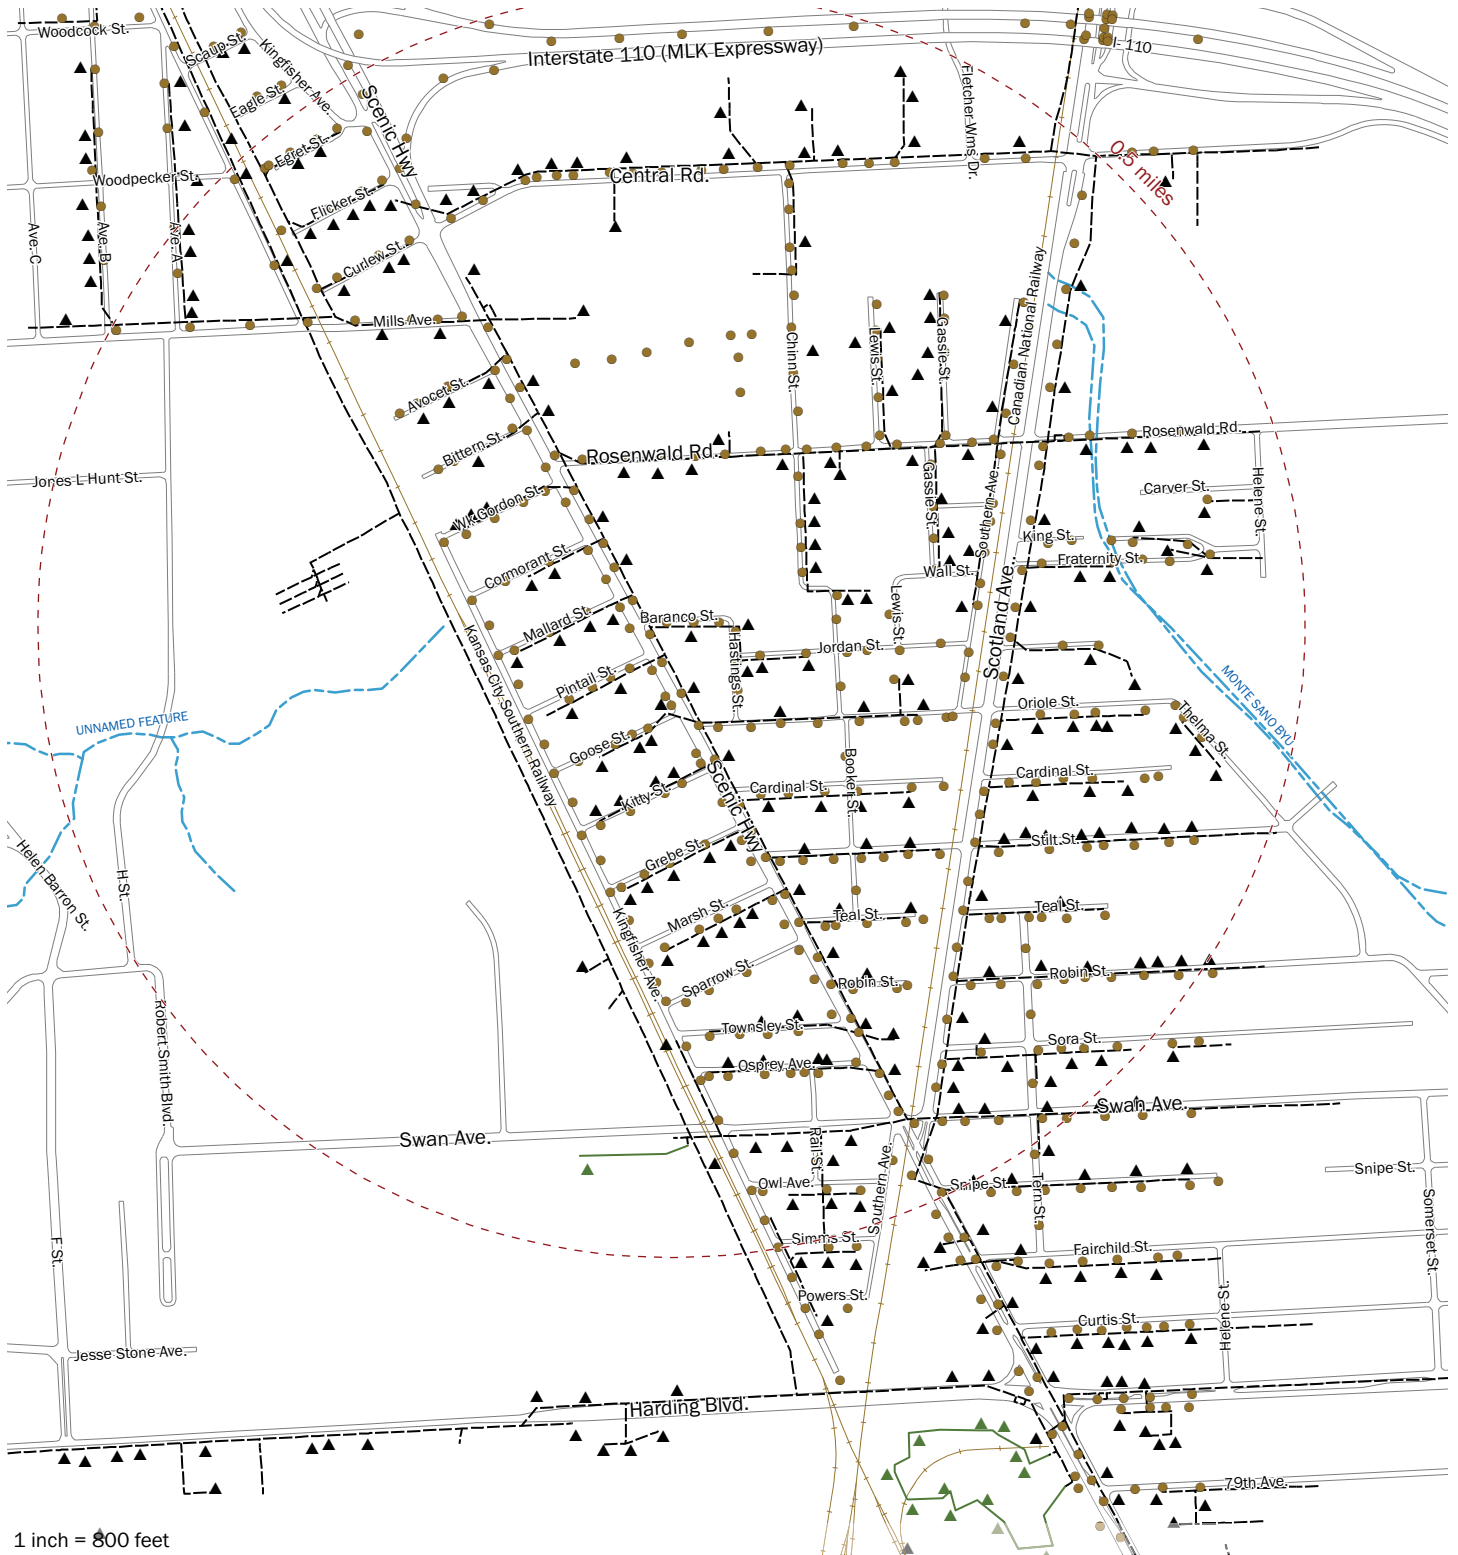 Woodcock St.
Scaup St.
Kingfisher Ave.
Eagle St.
Egret St.
Scenic Hwy
Interstate 110 (MLK Expressway)
I-110
Fletcher Wms Dr.
0.5 miles
Woodpecker St.
Flicker St.
Central Rd.
Ave. C
Ave. B
Ave. A
Curlew St.
Mills Ave.
Canadian National Railway
Chinn St.
Lewis St.
Gassie St.
Avocet St.
Bittern St.
Rosenwald Rd.
Rosenwald Rd.
Jones L Hunt St.
Wk Gordon St.
Gassie St.
Southern Ave.
Carver St.
Helene St.
King St.
Fraternity St.
Cormorant St.
Wall St.
Lewis St.
Scotland Ave.
Mallard St.
Baranco St.
Hastings St.
Jordan St.
Kansas City Southern Railway
Pintail St.
Oriole St.
Thelma St.
MONTE SANO BYU
UNNAMED FEATURE
Goose St.
Booker St.
Scenic Hwy
Kitty St.
Cardinal St.
Cardinal St.
Stilt St.
Helen Barron St.
H St.
Grebe St.
Marsh St.
Teal St.
Teal St.
Kingfisher Ave.
Sparrow St.
Robin St.
Robin St.
Robert Smith Blvd.
Townsley St.
Sora St.
Osprey Ave.
Swan Ave.
Swan Ave.
Rail St.
Southern Ave.
Owl Ave.
Snipe St.
Snipe St.
Tern St.
Somerset St.
F St.
Simms St.
Fairchild St.
Powers St.
Curtis St.
Helene St.
Jesse Stone Ave.
Harding Blvd.
79th Ave.
1 inch = 800 feet